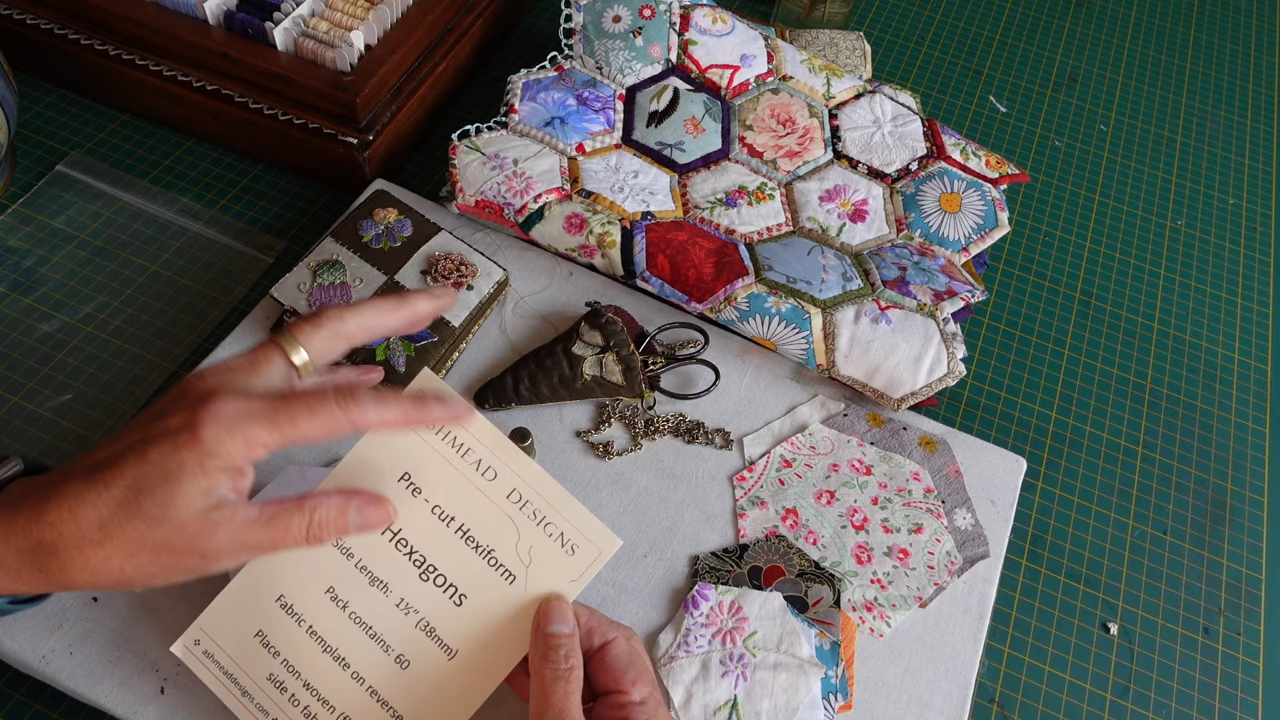 SHMEAD DESIGNS
Pre - cut Hexiform
Hexagons
Side Length: 1½" (38mm)
Pack contains: 60
Fabric template on reverse
Place non-woven
side to
ashmeaddesigns.com